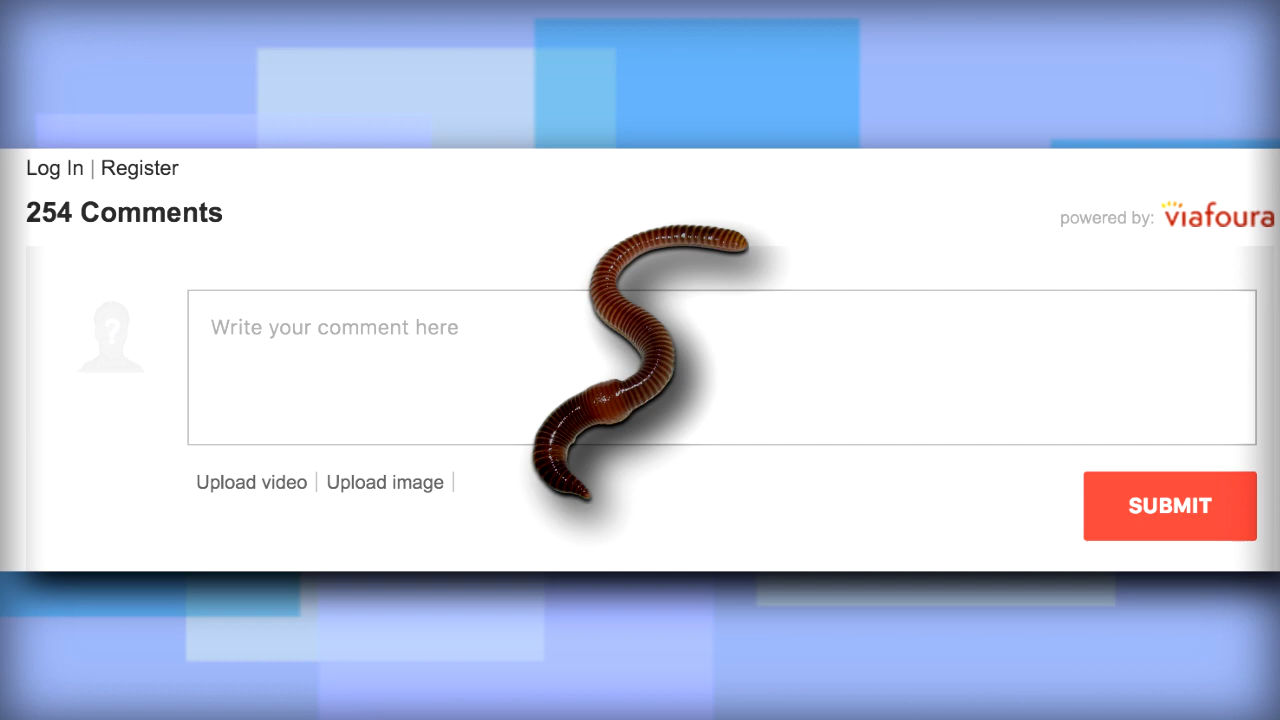 Log In | Register
254 Comments
powered by: viafoura
Write your comment here
Upload video | Upload image |
SUBMIT